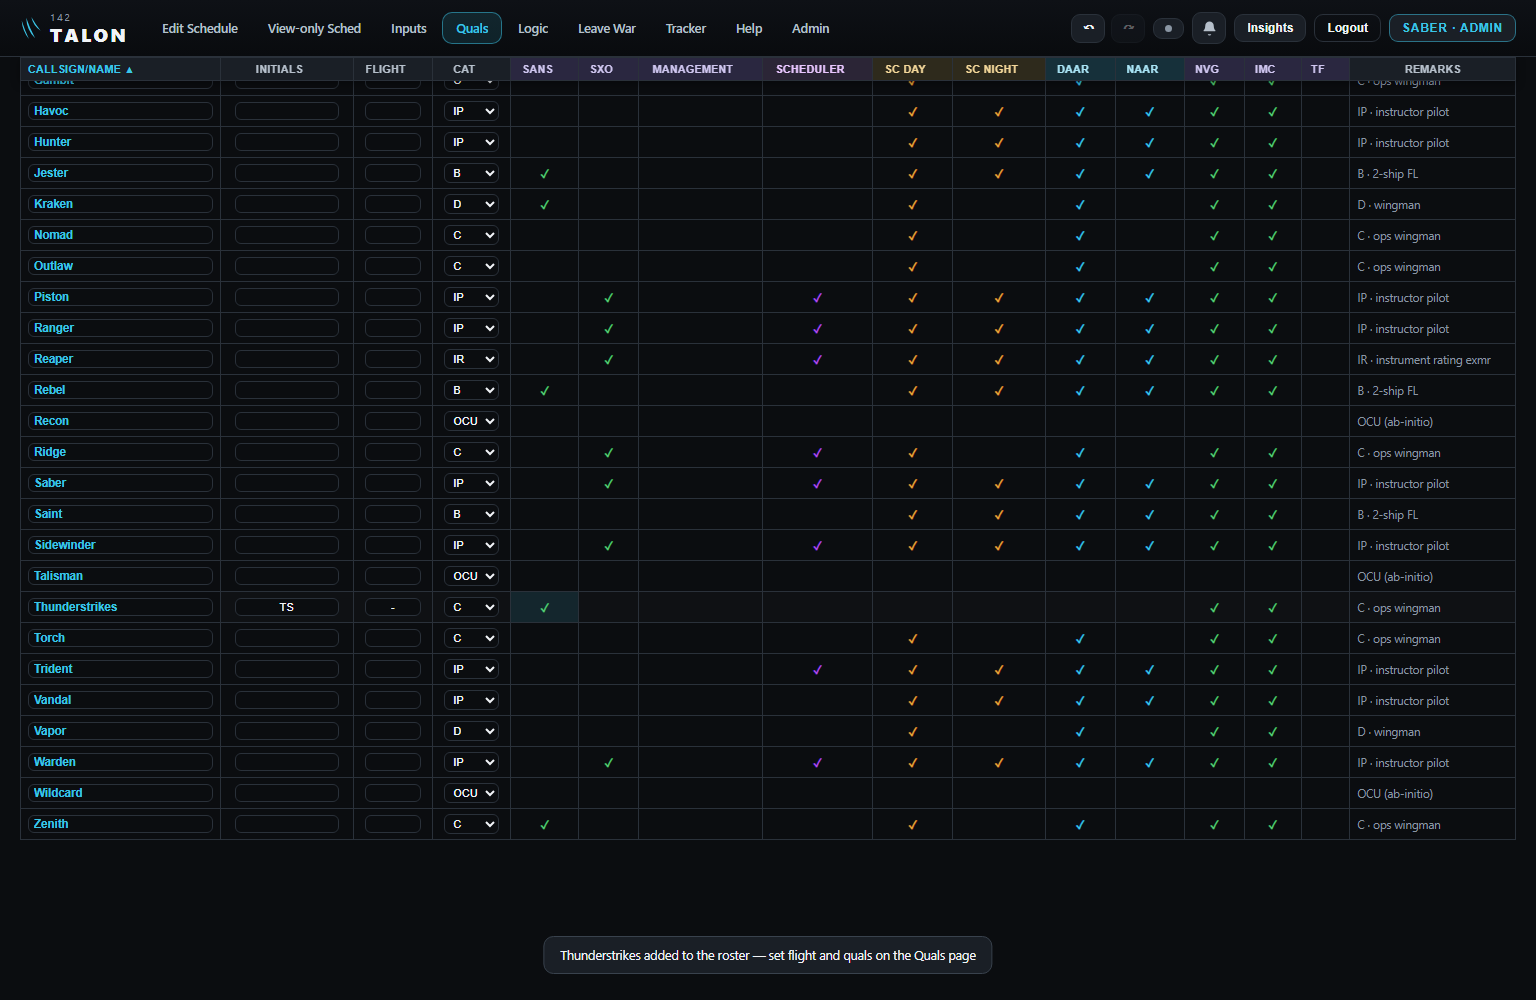 142
TALON
Edit Schedule View-only Sched Inputs Quals Logic Leave War Tracker Help Admin
Insights Logout SABER · ADMIN
CALLSIGN/NAME ▲ INITIALS FLIGHT CAT SANS SXO MANAGEMENT SCHEDULER SC DAY SC NIGHT DAAR NAAR NVG IMC TF REMARKS
Gambit C ✓ ✓ ✓ ✓ C · ops wingman
Havoc IP ✓ ✓ ✓ ✓ ✓ ✓ IP · instructor pilot
Hunter IP ✓ ✓ ✓ ✓ ✓ ✓ IP · instructor pilot
Jester B ✓ ✓ ✓ ✓ ✓ ✓ ✓ B · 2-ship FL
Kraken D ✓ ✓ ✓ ✓ ✓ D · wingman
Nomad C ✓ ✓ ✓ ✓ C · ops wingman
Outlaw C ✓ ✓ ✓ ✓ C · ops wingman
Piston IP ✓ ✓ ✓ ✓ ✓ ✓ ✓ ✓ IP · instructor pilot
Ranger IP ✓ ✓ ✓ ✓ ✓ ✓ ✓ ✓ IP · instructor pilot
Reaper IR ✓ ✓ ✓ ✓ ✓ ✓ ✓ ✓ IR · instrument rating exmr
Rebel B ✓ ✓ ✓ ✓ ✓ ✓ ✓ B · 2-ship FL
Recon OCU OCU (ab-initio)
Ridge C ✓ ✓ ✓ ✓ ✓ ✓ C · ops wingman
Saber IP ✓ ✓ ✓ ✓ ✓ ✓ ✓ ✓ IP · instructor pilot
Saint B ✓ ✓ ✓ ✓ ✓ ✓ B · 2-ship FL
Sidewinder IP ✓ ✓ ✓ ✓ ✓ ✓ ✓ ✓ IP · instructor pilot
Talisman OCU OCU (ab-initio)
Thunderstrikes TS - C ✓ ✓ ✓ C · ops wingman
Torch C ✓ ✓ ✓ ✓ C · ops wingman
Trident IP ✓ ✓ ✓ ✓ ✓ ✓ ✓ IP · instructor pilot
Vandal IP ✓ ✓ ✓ ✓ ✓ ✓ IP · instructor pilot
Vapor D ✓ ✓ ✓ ✓ D · wingman
Warden IP ✓ ✓ ✓ ✓ ✓ ✓ ✓ ✓ IP · instructor pilot
Wildcard OCU OCU (ab-initio)
Zenith C ✓ ✓ ✓ ✓ ✓ C · ops wingman
Thunderstrikes added to the roster — set flight and quals on the Quals page